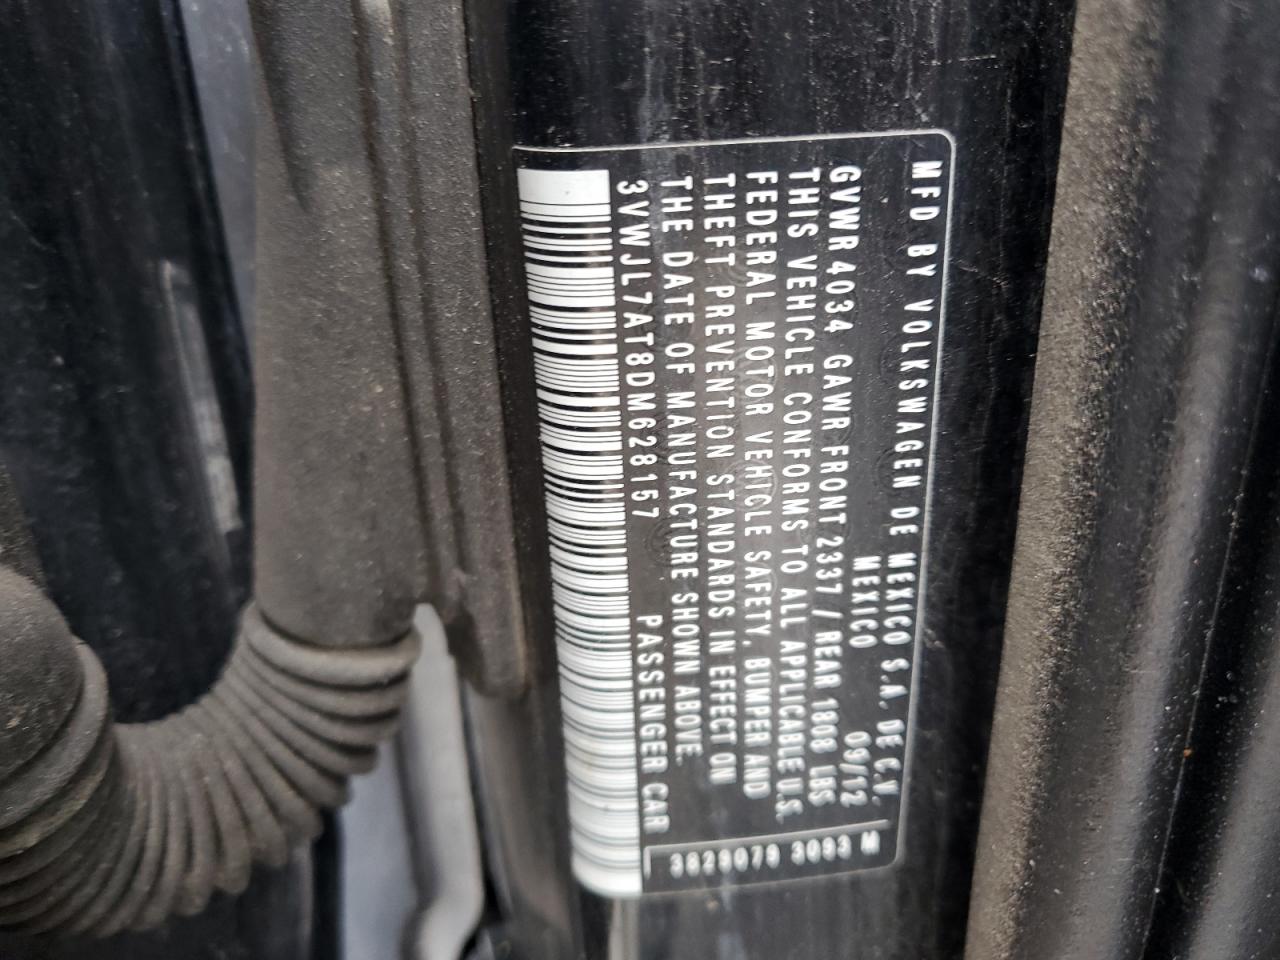 MFD BY VOLKSWAGEN DE MEXICO S.A. DE C.V.
MEXICO 09/12
GVWR 4034 GAWR FRONT 2337 / REAR 1808 LBS
THIS VEHICLE CONFORMS TO ALL APPLICABLE U.S.
FEDERAL MOTOR VEHICLE SAFETY, BUMPER AND
THEFT PREVENTION STANDARDS IN EFFECT ON
THE DATE OF MANUFACTURE SHOWN ABOVE.
3VWJL7AT8DM628157 PASSENGER CAR
3829079 3093 M